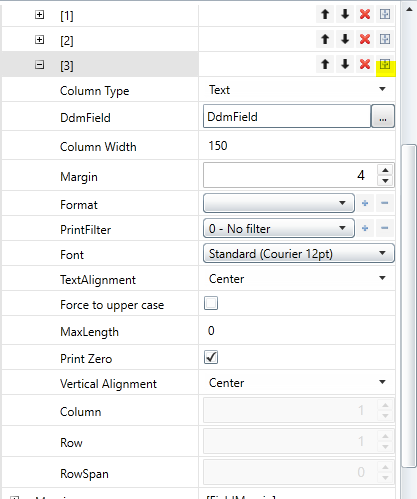 [1]
[2]
[3]
Column Type Text
DdmField DdmField ...
Column Width 150
Margin 4
Format
PrintFilter 0 - No filter
Font Standard (Courier 12pt)
TextAlignment Center
Force to upper case
MaxLength 0
Print Zero
Vertical Alignment Center
Column 1
Row 1
RowSpan 0